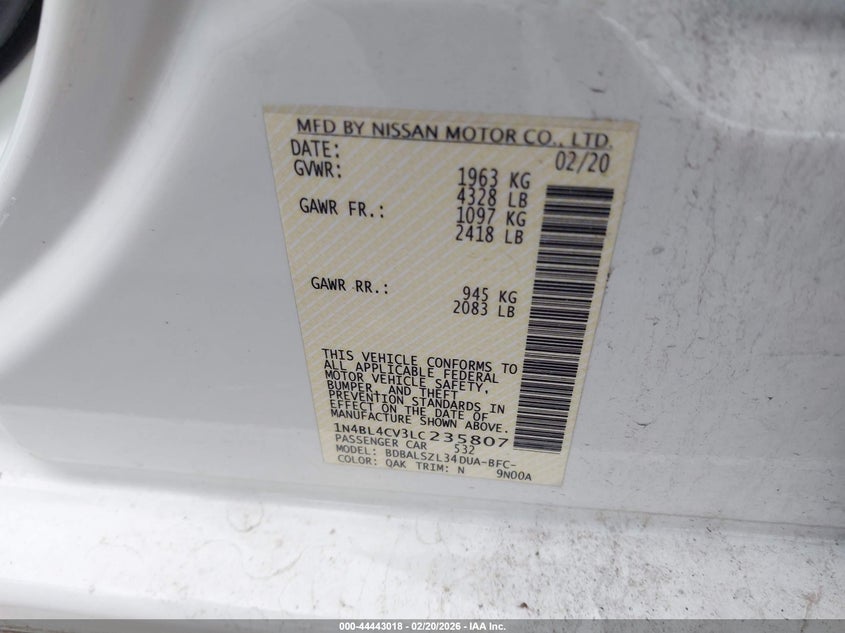 MFD BY NISSAN MOTOR CO., LTD.
DATE: 02/20
GVWR: 1963 KG
4328 LB
GAWR FR.: 1097 KG
2418 LB
GAWR RR.: 945 KG
2083 LB
THIS VEHICLE CONFORMS TO
ALL APPLICABLE FEDERAL
MOTOR VEHICLE SAFETY,
BUMPER, AND THEFT
PREVENTION STANDARDS IN
EFFECT ON THE DATE OF
MANUFACTURE SHOWN ABOVE.
1N4BL4CV3LC235807
PASSENGER CAR 532
MODEL: BDBALSZL34DUA-BFC-
COLOR: QAK TRIM: N 9N00A
000-44443018 - 02/20/2026 - IAA Inc.